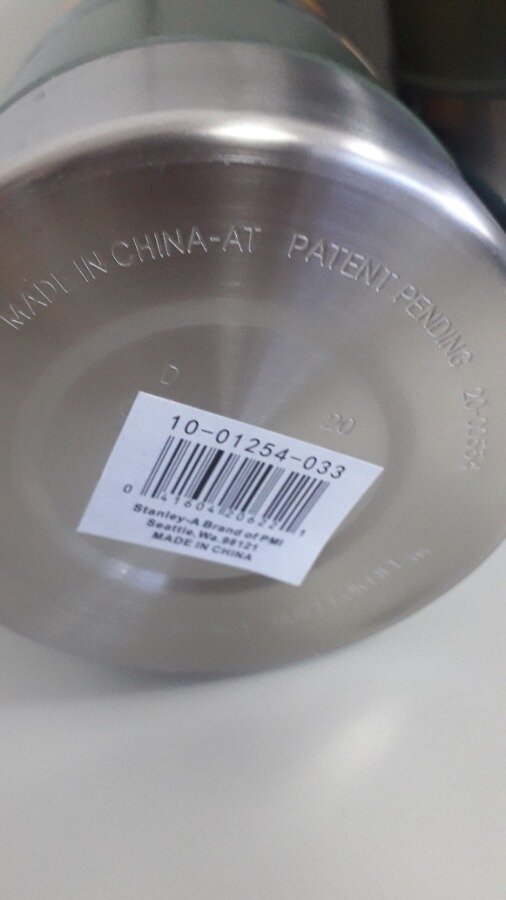 MADE IN CHINA-AT PATENT PENDING
D
20
10-01254-033
Stanley-A Brand of PMI
Seattle. Wa. 98121
MADE IN CHINA